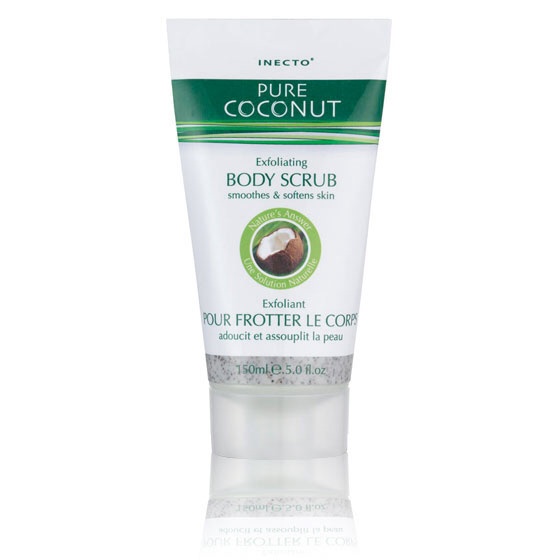 INECTO®
PURE
COCONUT
Exfoliating
BODY SCRUB
smoothes & softens skin
Nature's Answer
Une Solution Naturelle
Exfoliant
POUR FROTTER LE CORPS
adoucit et assouplit la peau
150ml e.5.0 fl.oz